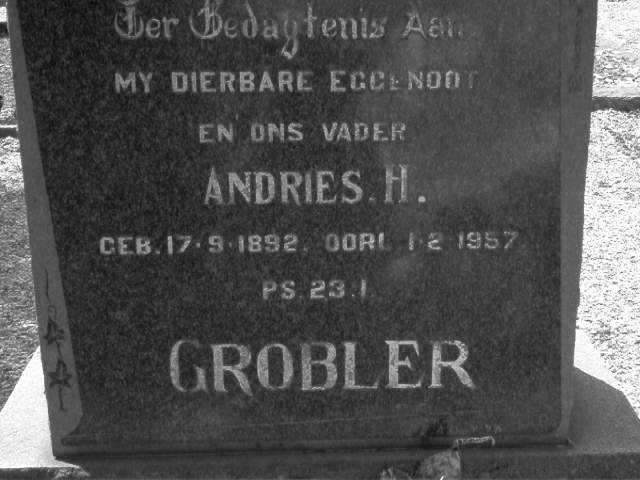 Ter Gedagtenis Aan
MY DIERBARE EGGENOOT
EN ONS VADER
ANDRIES. H.
GEB. 17·9·1892. OORL. 1·2·1957.
PS. 23.1.
GROBLER